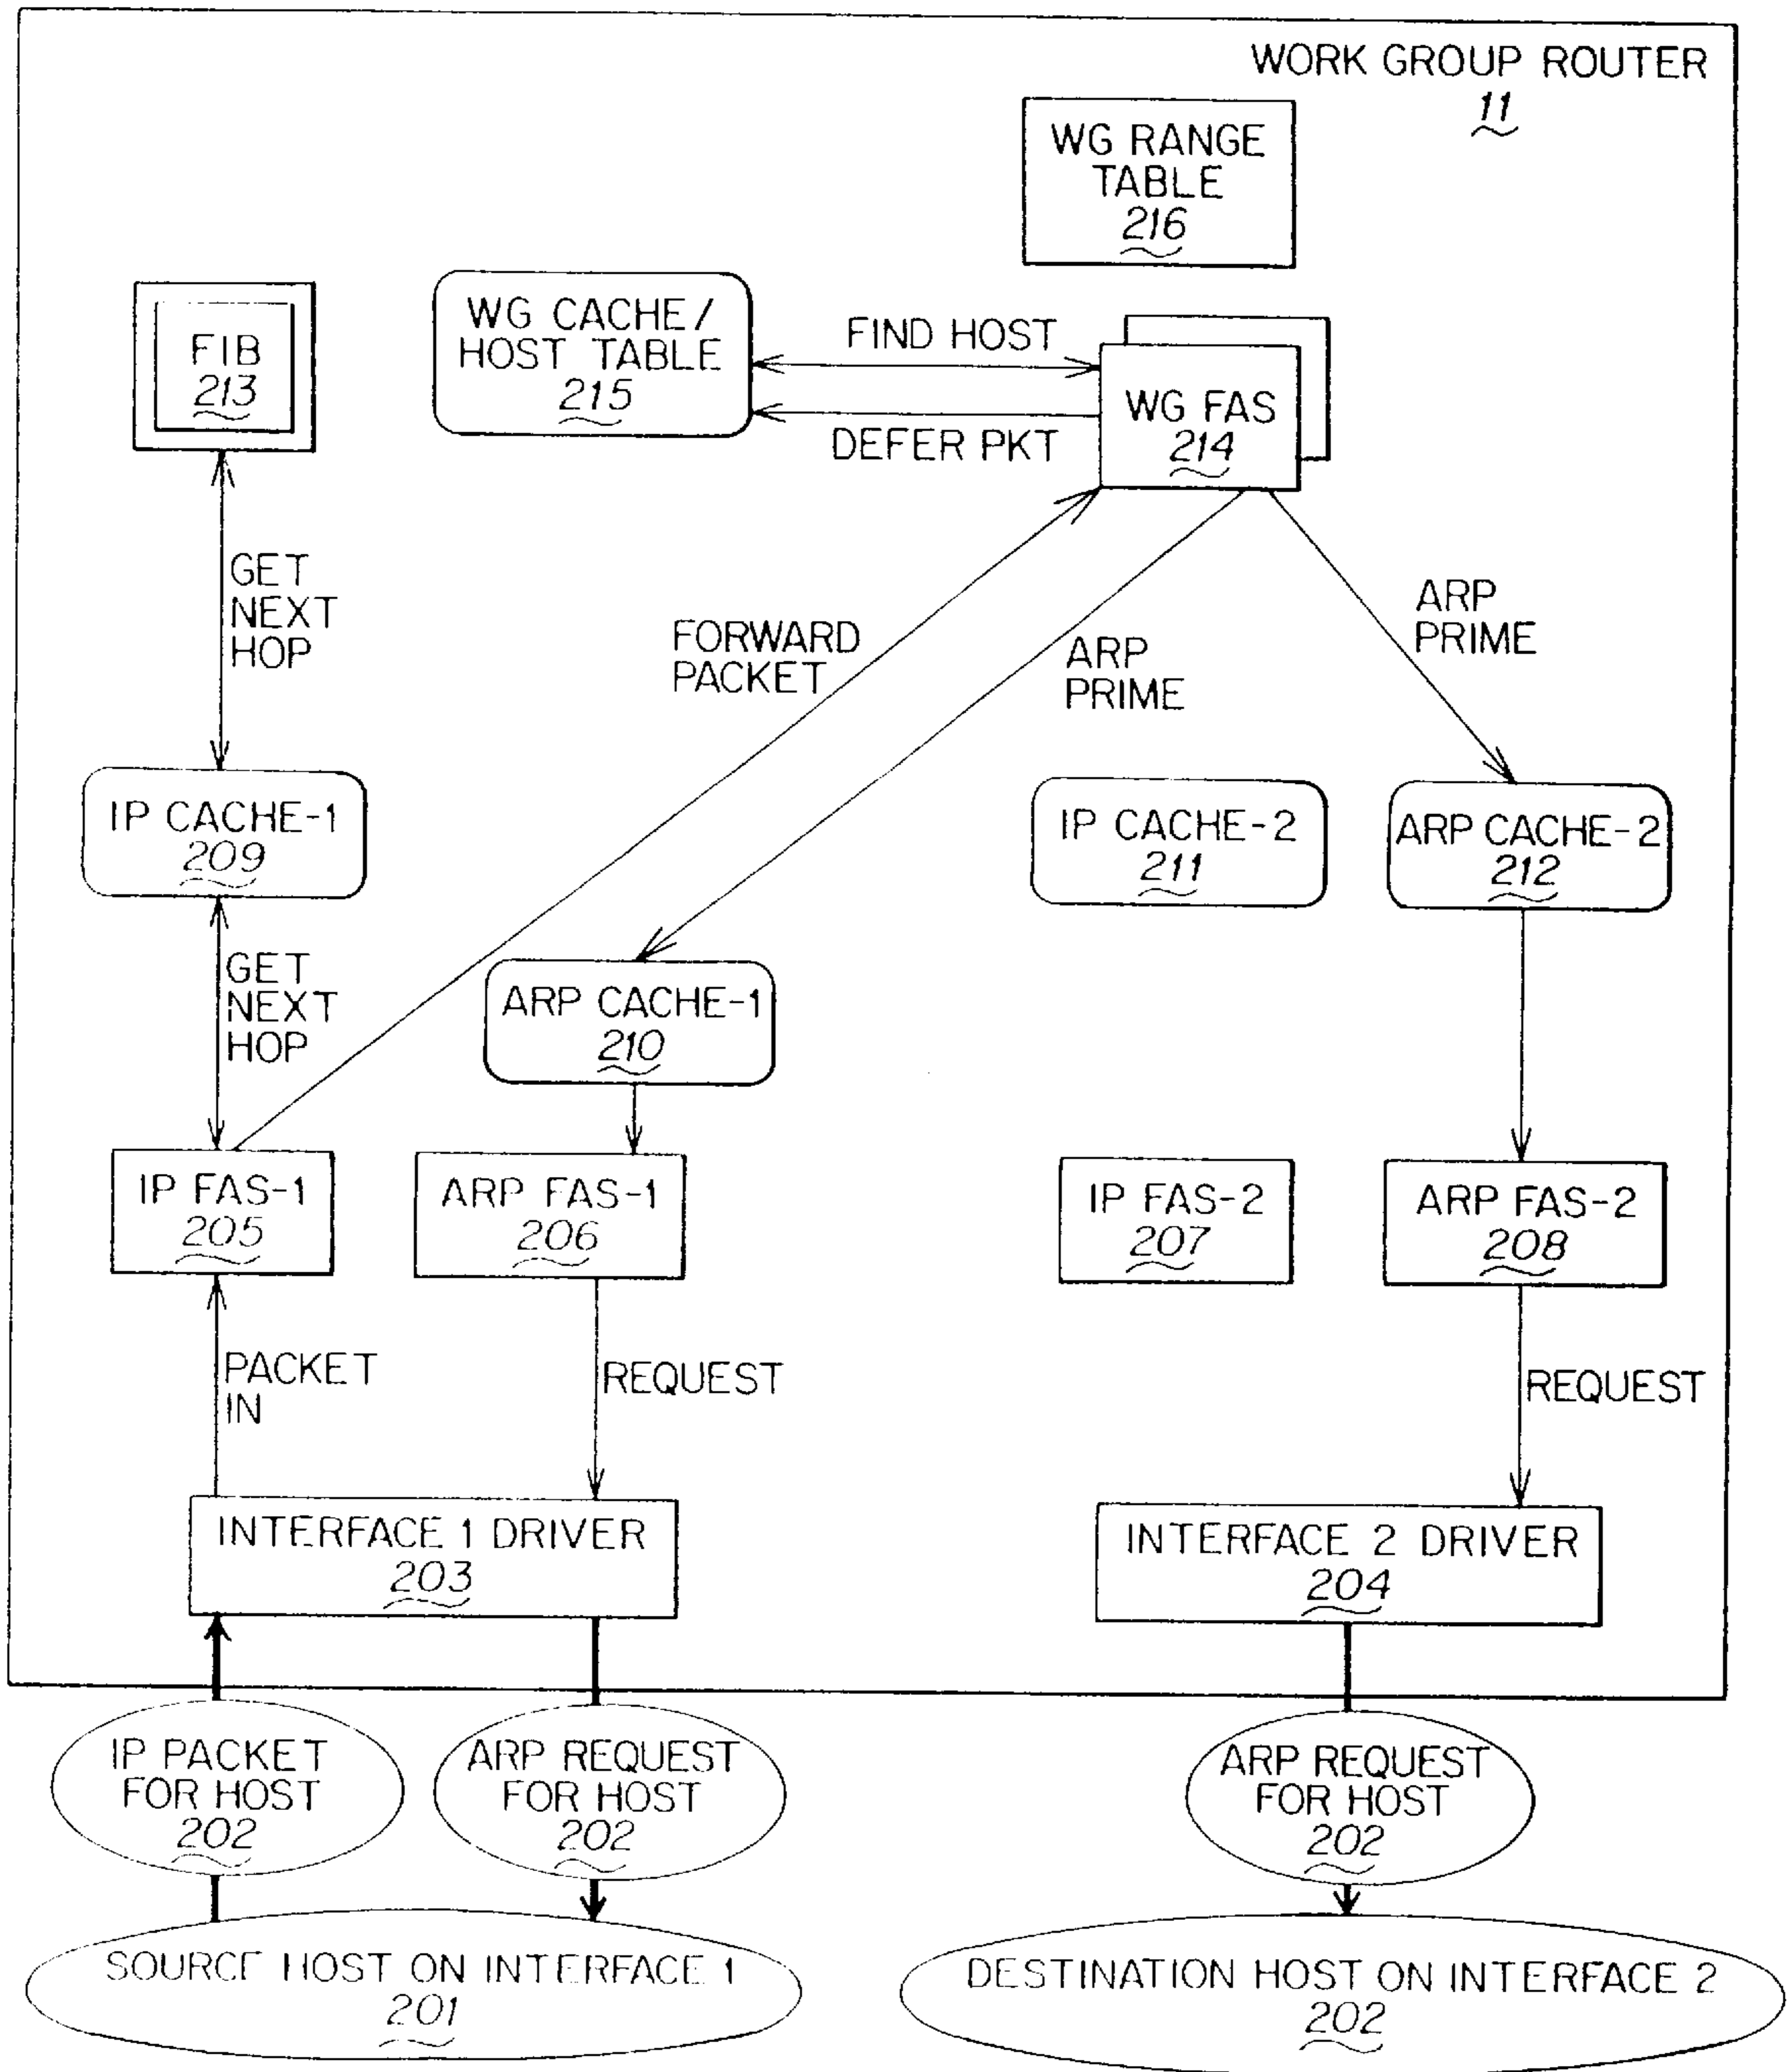 WORK GROUP ROUTER
11
WG RANGE
TABLE
216
FIB
213
WG CACHE/
HOST TABLE
215
FIND HOST
DEFER PKT
WG FAS
214
GET
NEXT
HOP
FORWARD
PACKET
ARP
PRIME
ARP
PRIME
IP CACHE-1
209
IP CACHE-2
211
ARP CACHE-2
212
GET
NEXT
HOP
ARP CACHE-1
210
IP FAS-1
205
ARP FAS-1
206
IP FAS-2
207
ARP FAS-2
208
PACKET
IN
REQUEST
REQUEST
INTERFACE 1 DRIVER
203
INTERFACE 2 DRIVER
204
IP PACKET
FOR HOST
202
ARP REQUEST
FOR HOST
202
ARP REQUEST
FOR HOST
202
SOURCE HOST ON INTERFACE 1
201
DESTINATION HOST ON INTERFACE 2
202